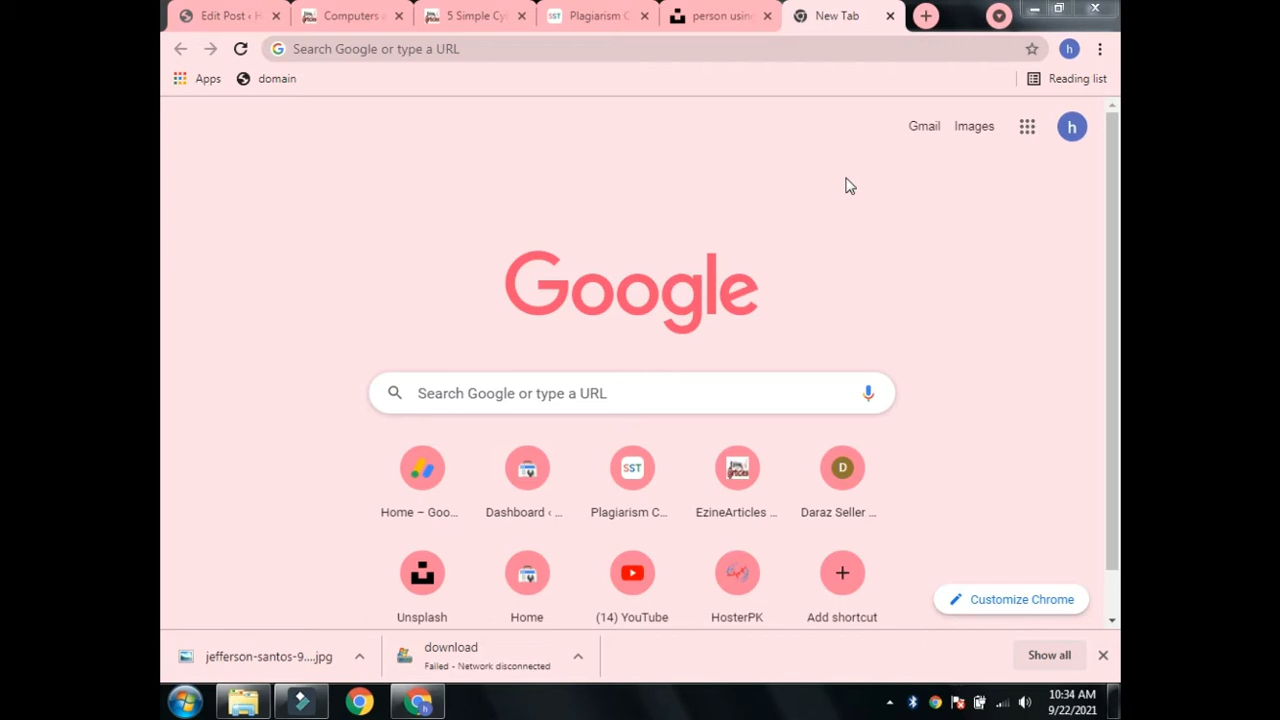 Edit Post ‹ H
Computers a
5 Simple Cy
SST
Plagiarism C
person usin
New Tab
Search Google or type a URL
h
Apps
domain
Reading list
Gmail
Images
h
Google
Search Google or type a URL
SST
D
Home – Goo...
Dashboard ‹ ...
Plagiarism C...
EzineArticles ...
Daraz Seller ...
Unsplash
Home
(14) YouTube
HosterPK
Add shortcut
Customize Chrome
jefferson-santos-9....jpg
download
Failed - Network disconnected
Show all
10:34 AM
9/22/2021